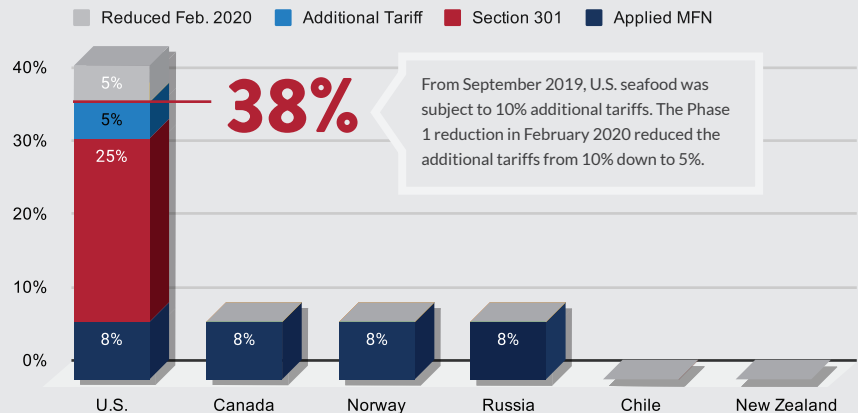 Reduced Feb. 2020 Additional Tariff Section 301 Applied MFN
40%
30%
20%
10%
0%
5%
5%
25%
8%
38%
From September 2019, U.S. seafood was
subject to 10% additional tariffs. The Phase
1 reduction in February 2020 reduced the
additional tariffs from 10% down to 5%.
8%
8%
8%
U.S. Canada Norway Russia Chile New Zealand